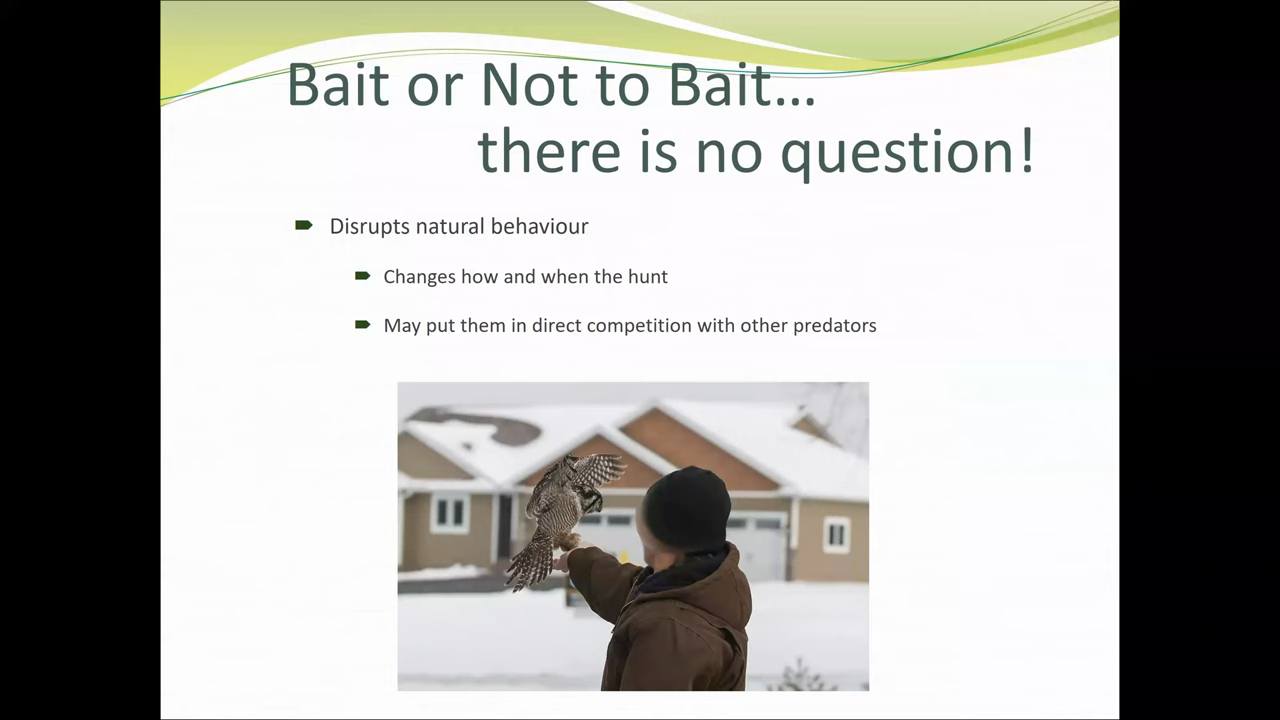 Bait or Not to Bait...
there is no question!
Disrupts natural behaviour
Changes how and when the hunt
May put them in direct competition with other predators